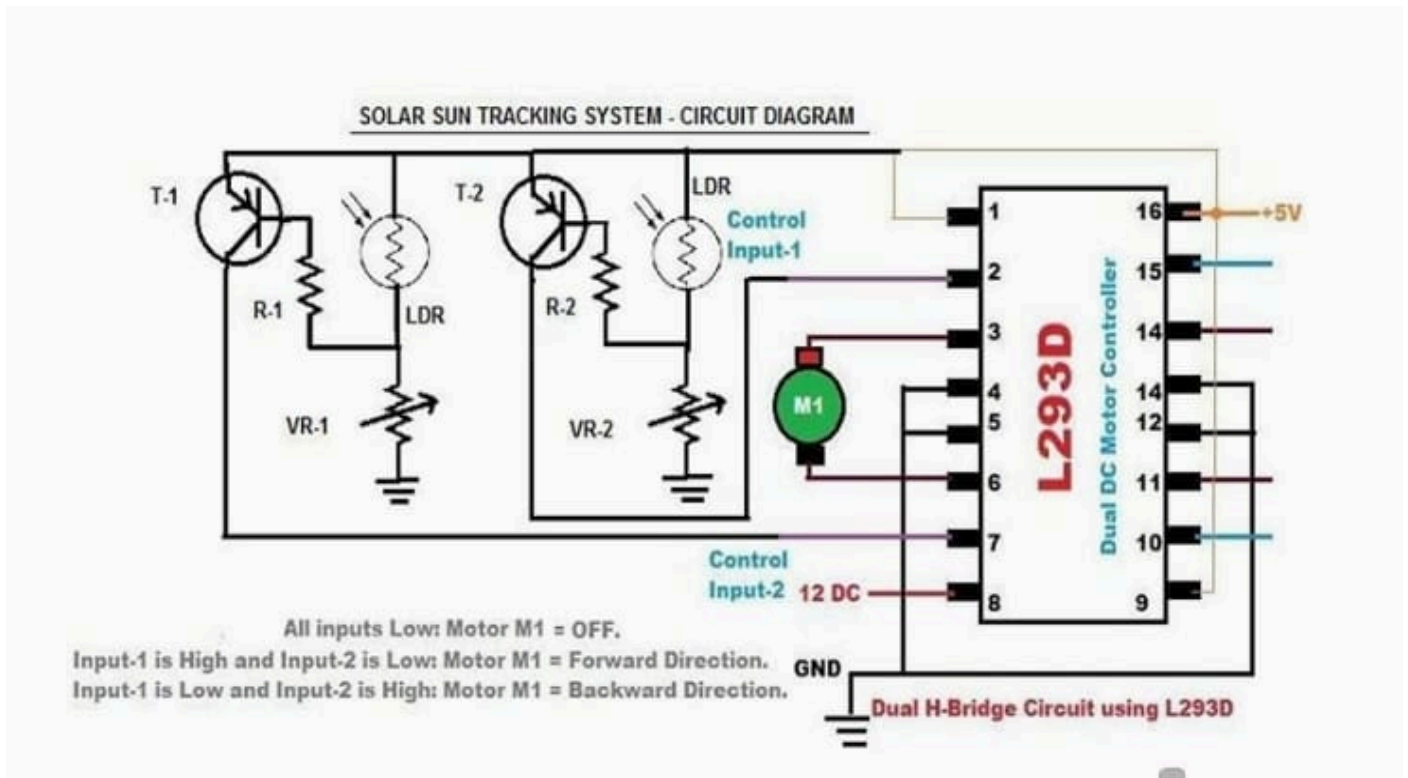 SOLAR SUN TRACKING SYSTEM - CIRCUIT DIAGRAM
T-1
T-2
LDR
Control
Input-1
R-1
LDR
R-2
VR-1
VR-2
M1
1
2
3
4
5
6
7
8
L293D
Dual DC Motor Controller
16
15
14
14
12
11
10
9
+5V
Control
Input-2
12 DC
All inputs Low: Motor M1 = OFF.
Input-1 is High and Input-2 is Low: Motor M1 = Forward Direction.
Input-1 is Low and Input-2 is High: Motor M1 = Backward Direction.
GND
Dual H-Bridge Circuit using L293D